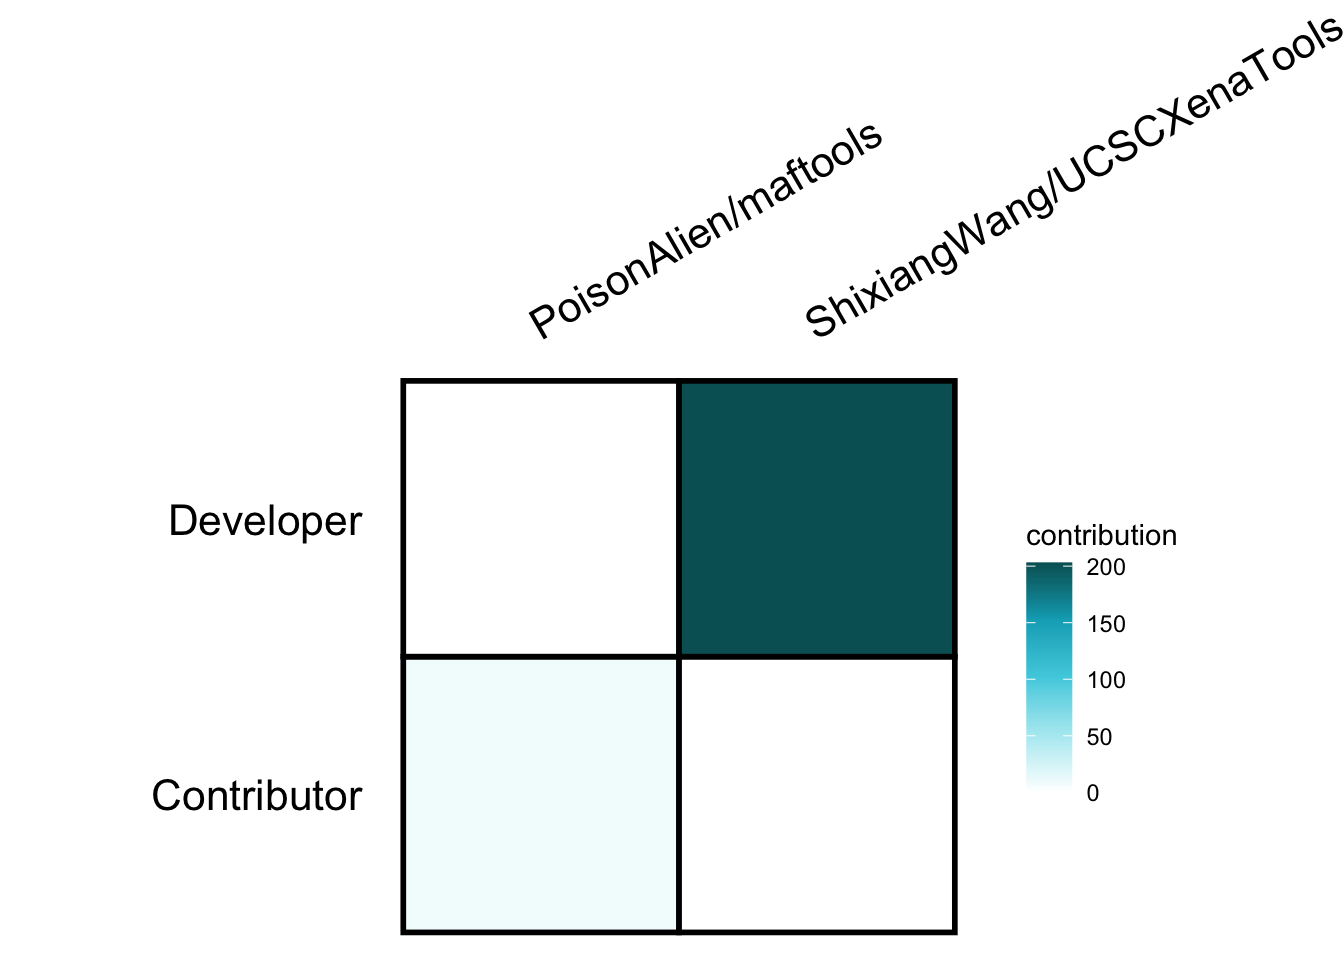 PoisonAlien/maftools
ShixiangWang/UCSCXenaTools
Developer
Contributor
contribution
200
150
100
50
0